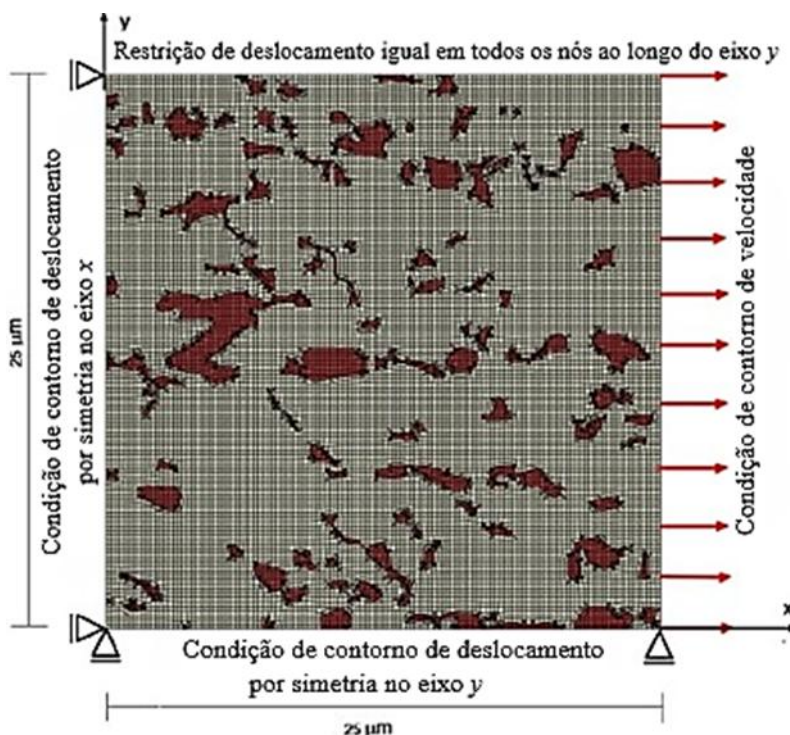 y
Restrição de deslocamento igual em todos os nós ao longo do eixo y
Condição de contorno de deslocamento
por simetria no eixo x
25 µm
Condição de contorno de velocidade
x
Condição de contorno de deslocamento
por simetria no eixo y
25 µm